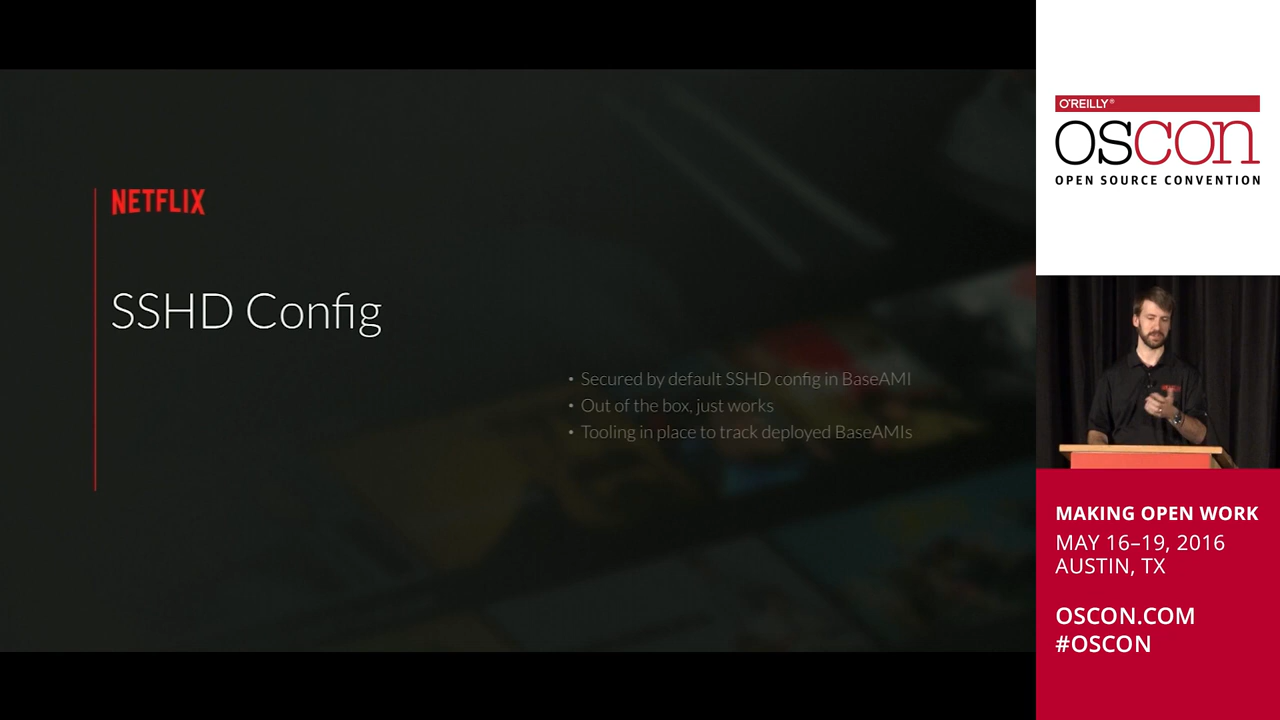 NETFLIX
SSHD Config
• Secured by default SSHD config in BaseAMI
• Out of the box, just works
• Tooling in place to track deployed BaseAMIs
O'REILLY®
OSCON
OPEN SOURCE CONVENTION
MAKING OPEN WORK
MAY 16–19, 2016
AUSTIN, TX
OSCON.COM
#OSCON